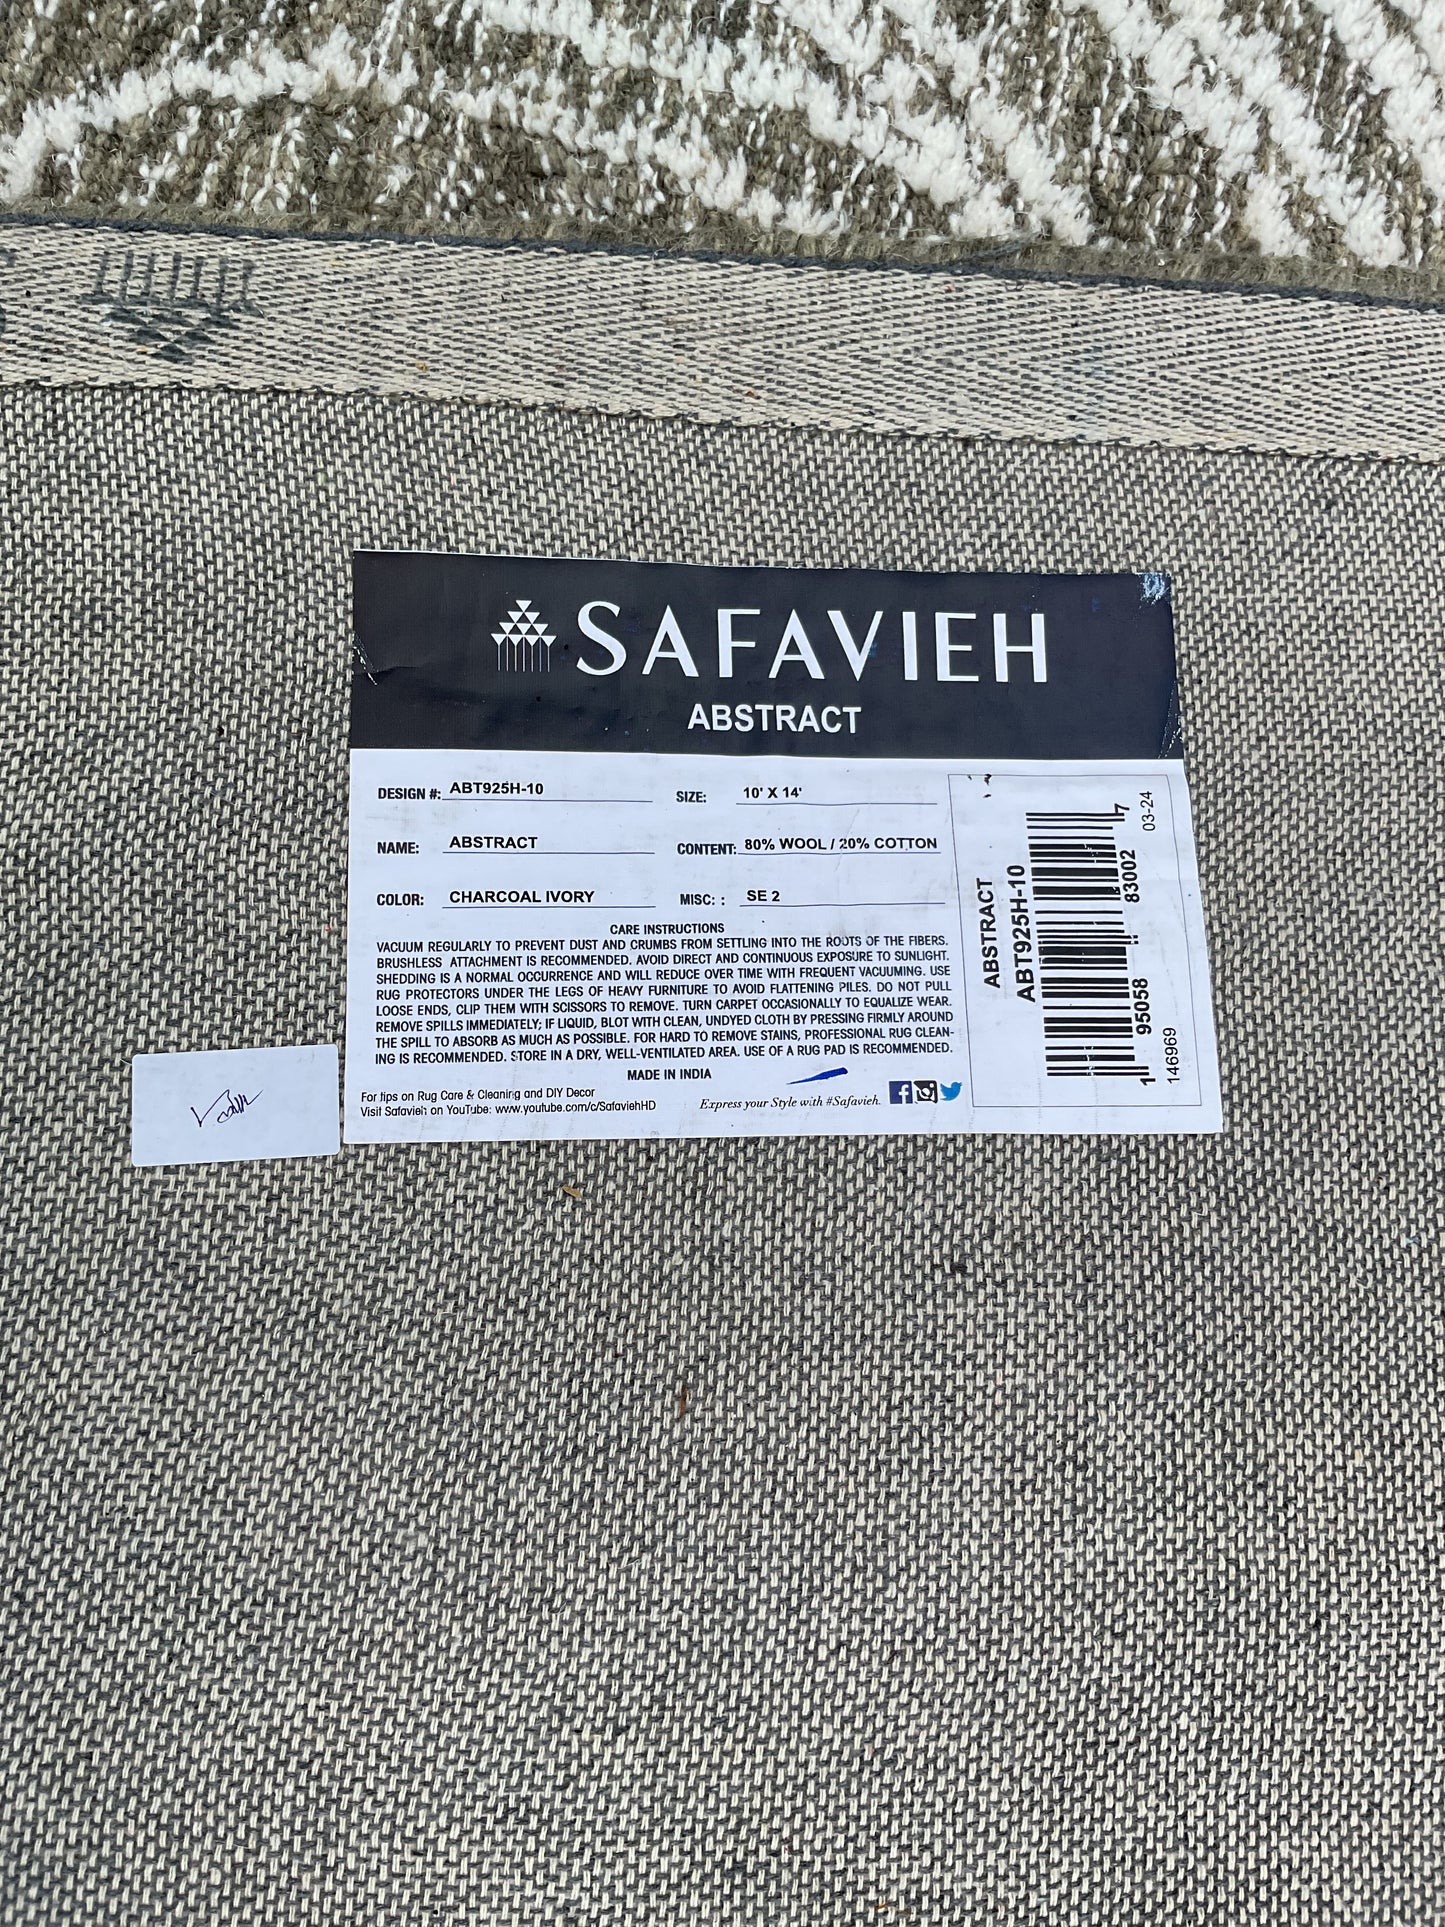 SAFAVIEH
ABSTRACT
DESIGN #: ABT925H-10
SIZE: 10' X 14'
NAME: ABSTRACT
CONTENT: 80% WOOL / 20% COTTON
COLOR: CHARCOAL IVORY
MISC: : SE 2
CARE INSTRUCTIONS
VACUUM REGULARLY TO PREVENT DUST AND CRUMBS FROM SETTLING INTO THE ROOTS OF THE FIBERS.
BRUSHLESS ATTACHMENT IS RECOMMENDED. AVOID DIRECT AND CONTINUOUS EXPOSURE TO SUNLIGHT.
SHEDDING IS A NORMAL OCCURRENCE AND WILL REDUCE OVER TIME WITH FREQUENT VACUUMING. USE
RUG PROTECTORS UNDER THE LEGS OF HEAVY FURNITURE TO AVOID FLATTENING PILES. DO NOT PULL
LOOSE ENDS, CLIP THEM WITH SCISSORS TO REMOVE. TURN CARPET OCCASIONALLY TO EQUALIZE WEAR.
REMOVE SPILLS IMMEDIATELY; IF LIQUID, BLOT WITH CLEAN, UNDYED CLOTH BY PRESSING FIRMLY AROUND
THE SPILL TO ABSORB AS MUCH AS POSSIBLE. FOR HARD TO REMOVE STAINS, PROFESSIONAL RUG CLEAN-
ING IS RECOMMENDED. STORE IN A DRY, WELL-VENTILATED AREA. USE OF A RUG PAD IS RECOMMENDED.
MADE IN INDIA
For tips on Rug Care & Cleaning and DIY Decor
Visit Safavieh on YouTube: www.youtube.com/c/SafaviehHD
Express your Style with #Safavieh.
ABSTRACT
ABT925H-10
1 95058 83002 7
03-24
146969